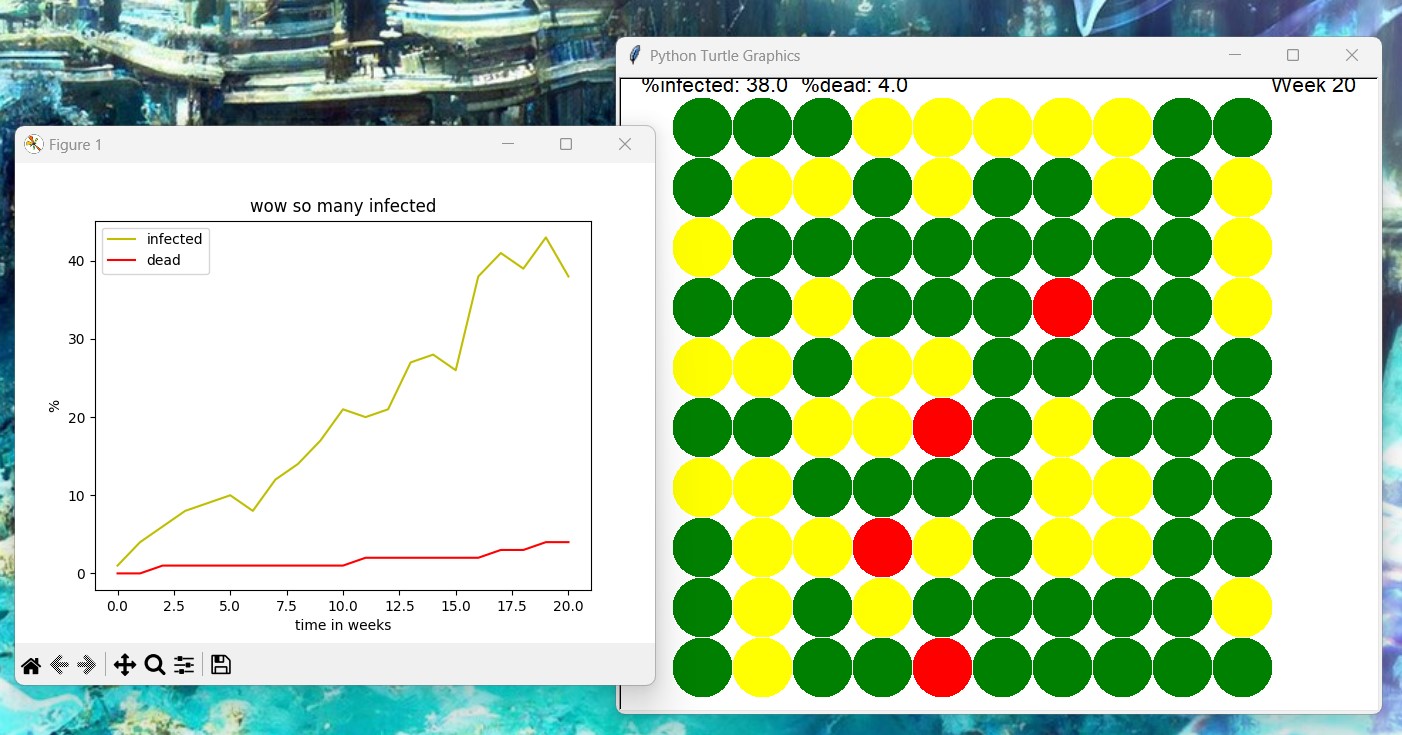 Python Turtle Graphics
%infected: 38.0 %dead: 4.0
Week 20
Figure 1
wow so many infected
infected
dead
40
30
20
10
0
%
0.0 2.5 5.0 7.5 10.0 12.5 15.0 17.5 20.0
time in weeks